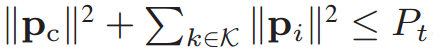 ‖𝐩_c‖² + ∑_{k∈𝒦} ‖𝐩_i‖² ≤ P_t